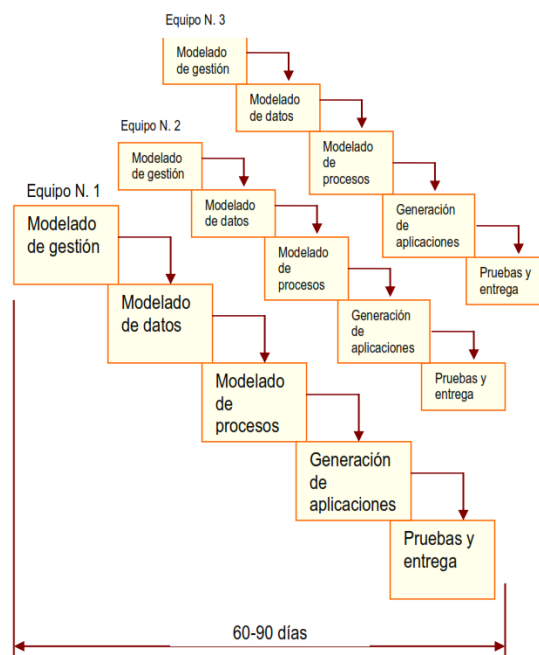 Equipo N. 3
Modelado
de gestión
Modelado
de datos
Modelado
de
procesos
Generación
de
aplicaciones
Pruebas y
entrega
Equipo N. 2
Modelado
de gestión
Modelado
de datos
Modelado
de
procesos
Generación
de
aplicaciones
Pruebas y
entrega
Equipo N. 1
Modelado
de gestión
Modelado
de datos
Modelado
de
procesos
Generación
de
aplicaciones
Pruebas y
entrega
60-90 días